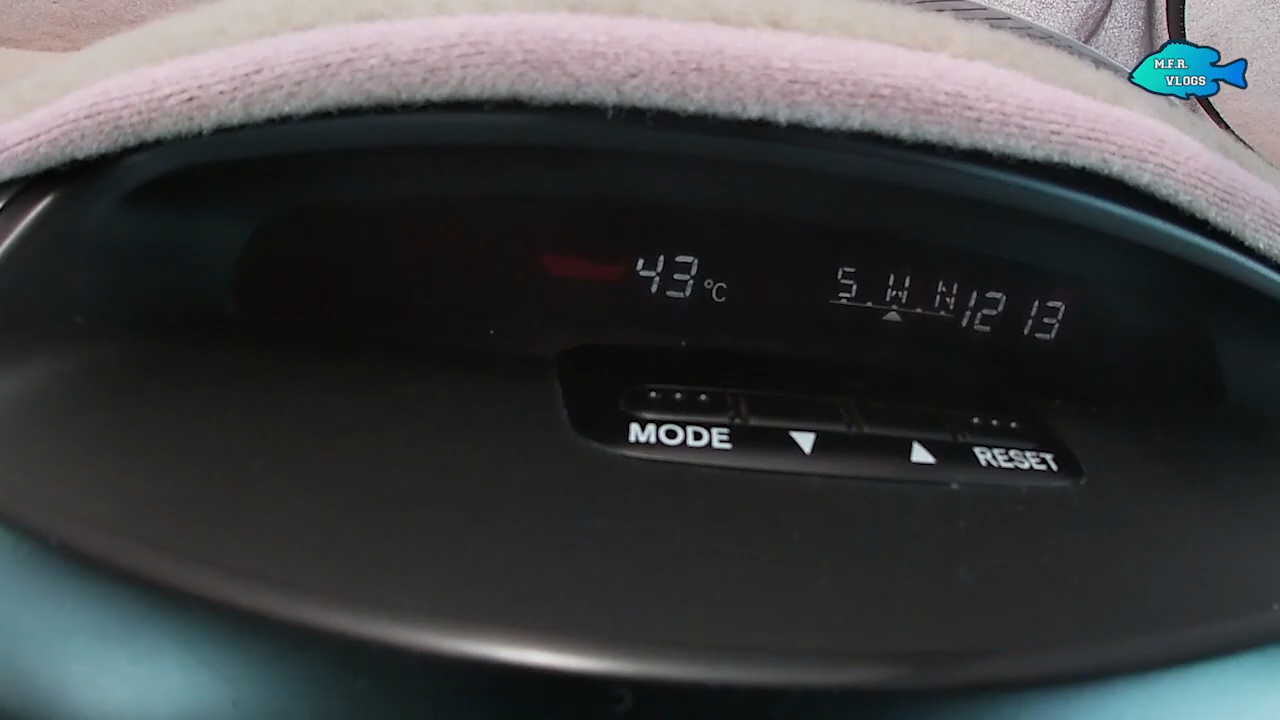 M.F.R.
VLOGS
43°C
S.W.N
12 13
MODE ▼ ▲ RESET